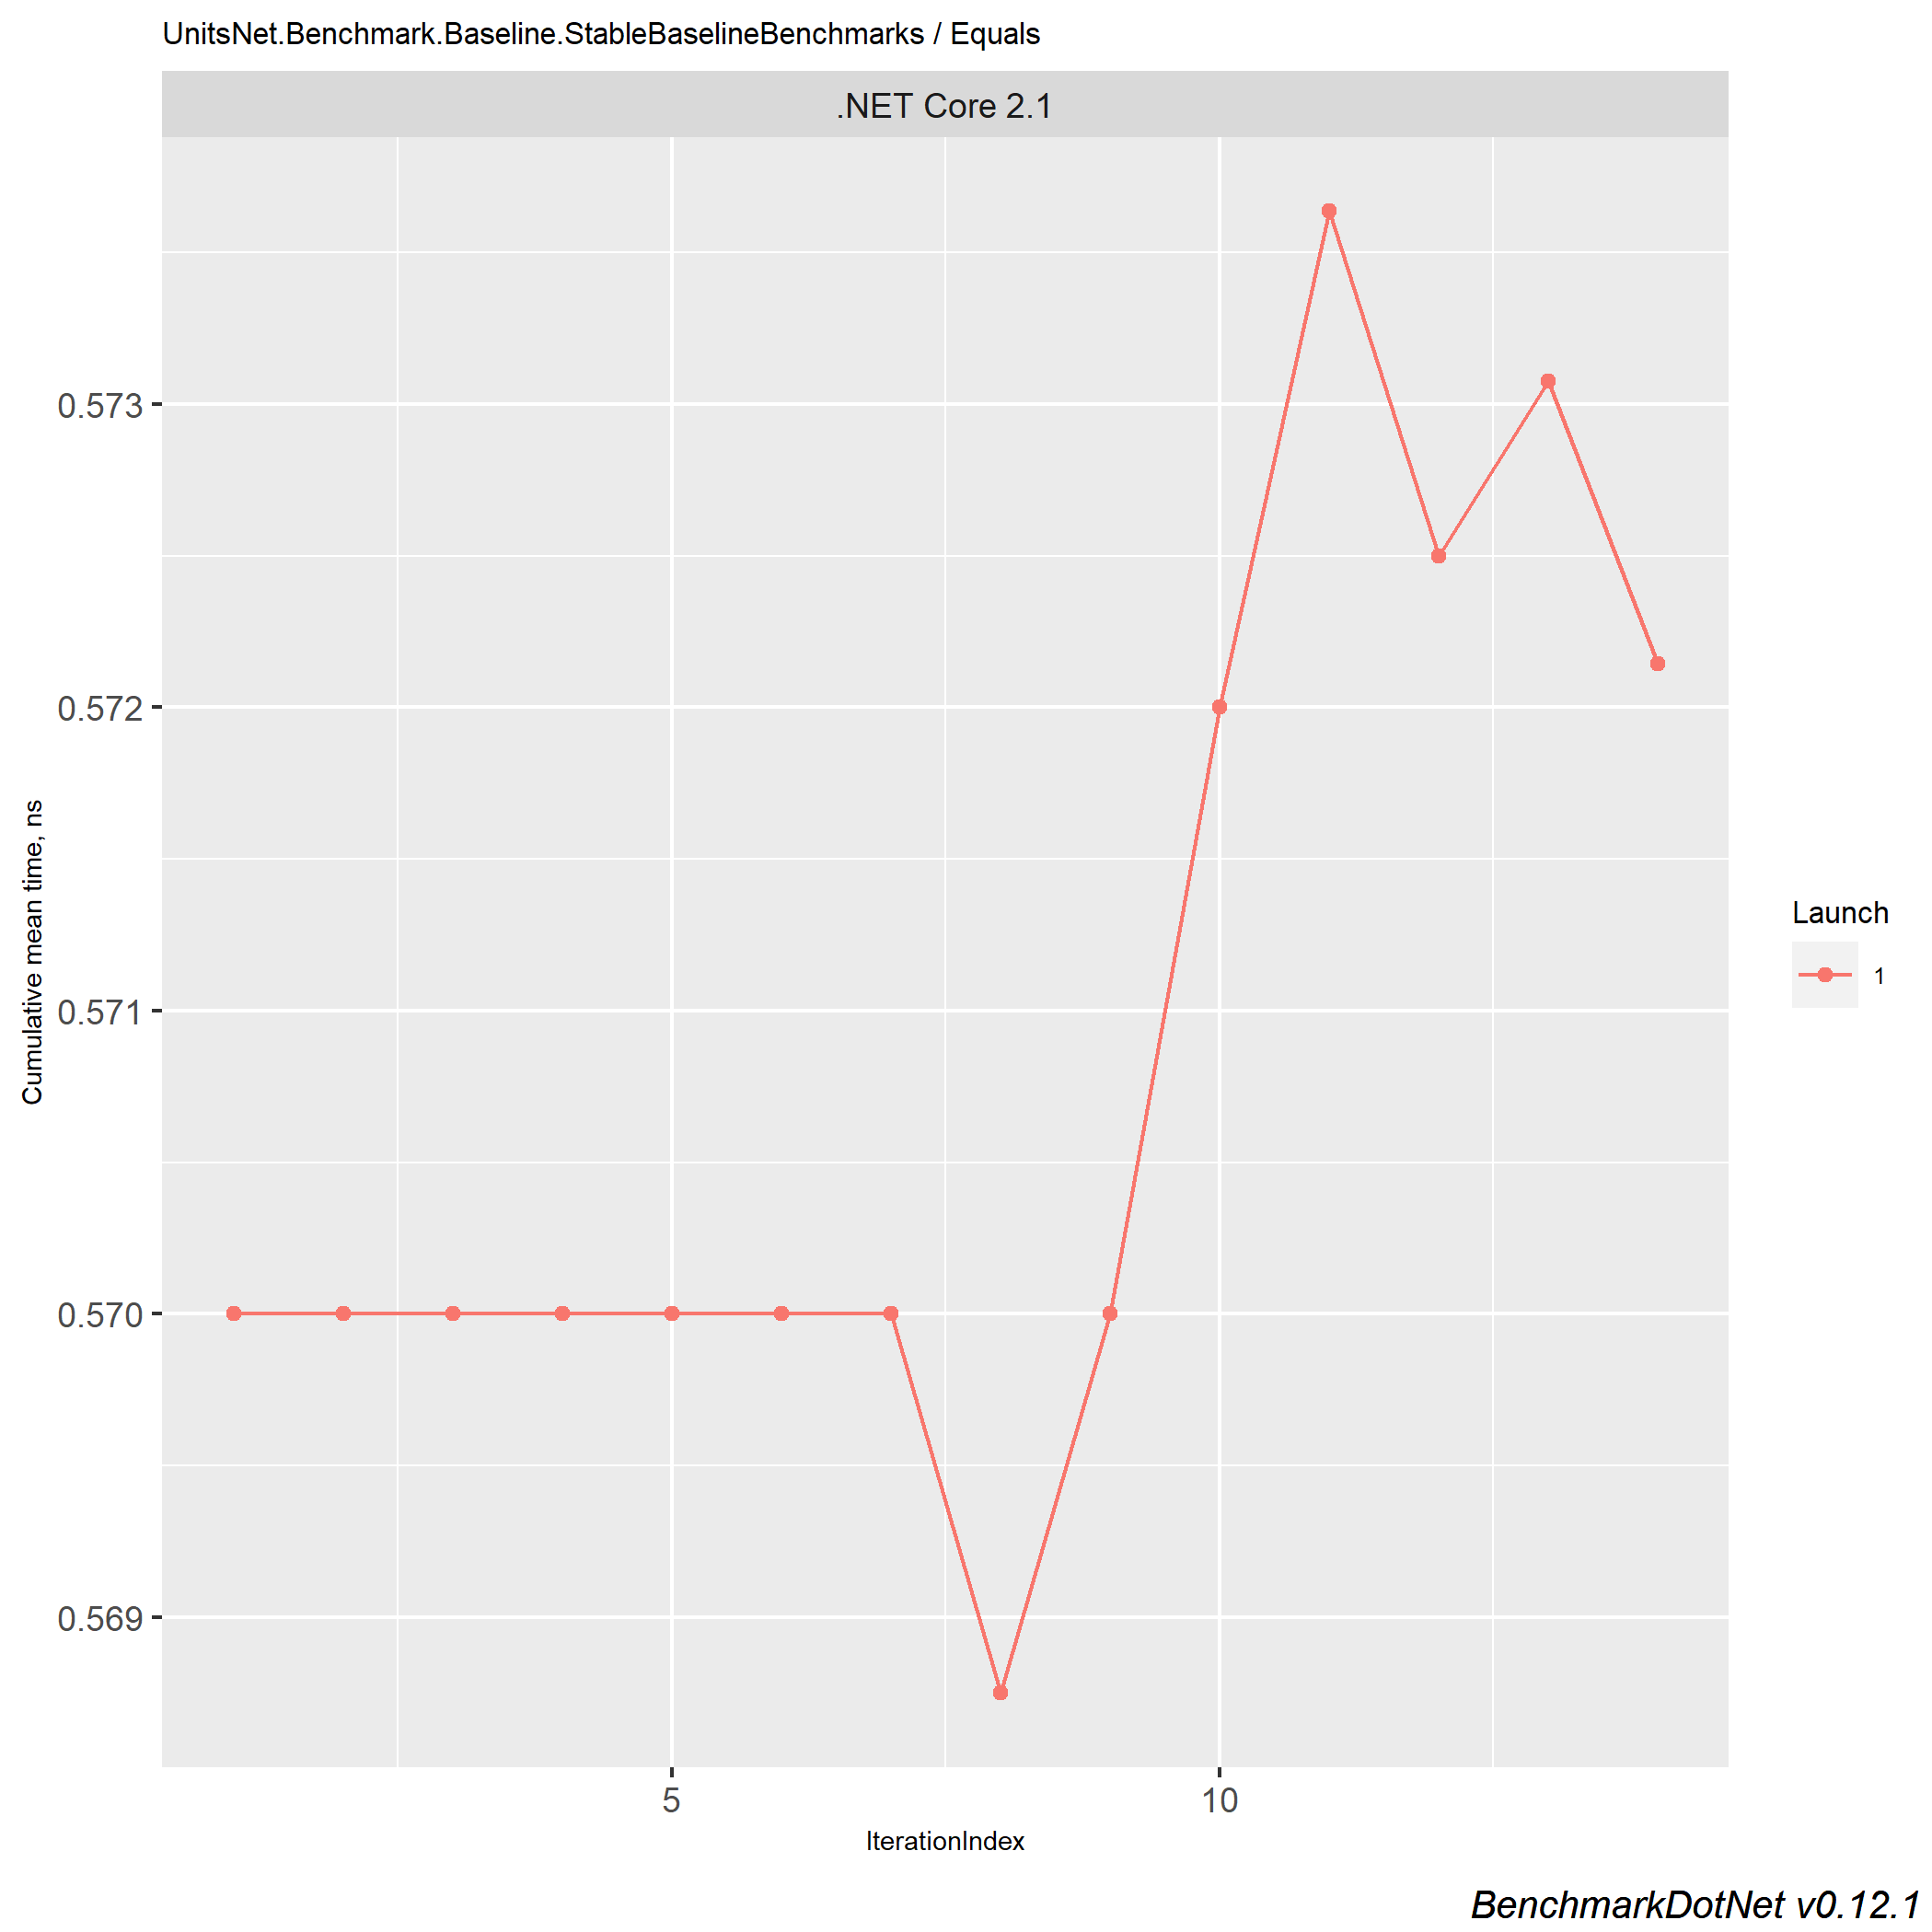 UnitsNet.Benchmark.Baseline.StableBaselineBenchmarks / Equals
.NET Core 2.1
0.573
0.572
0.571
0.570
0.569
Cumulative mean time, ns
5
10
IterationIndex
Launch
1
BenchmarkDotNet v0.12.1